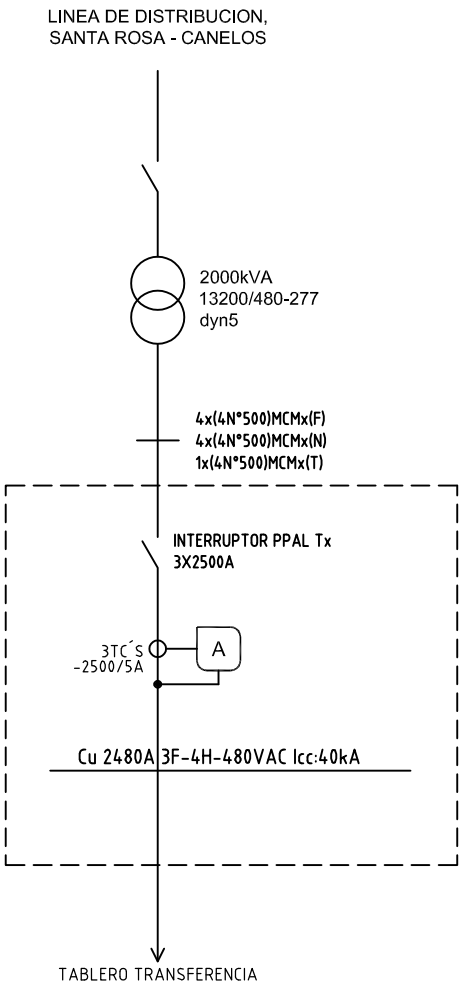 LINEA DE DISTRIBUCION,
SANTA ROSA - CANELOS
2000kVA
13200/480-277
dyn5
4x(4N°500)MCMx(F)
4x(4N°500)MCMx(N)
1x(4N°500)MCMx(T)
INTERRUPTOR PPAL Tx
3X2500A
3TC´S
-2500/5A
A
Cu 2480A 3F-4H-480VAC Icc:40kA
TABLERO TRANSFERENCIA